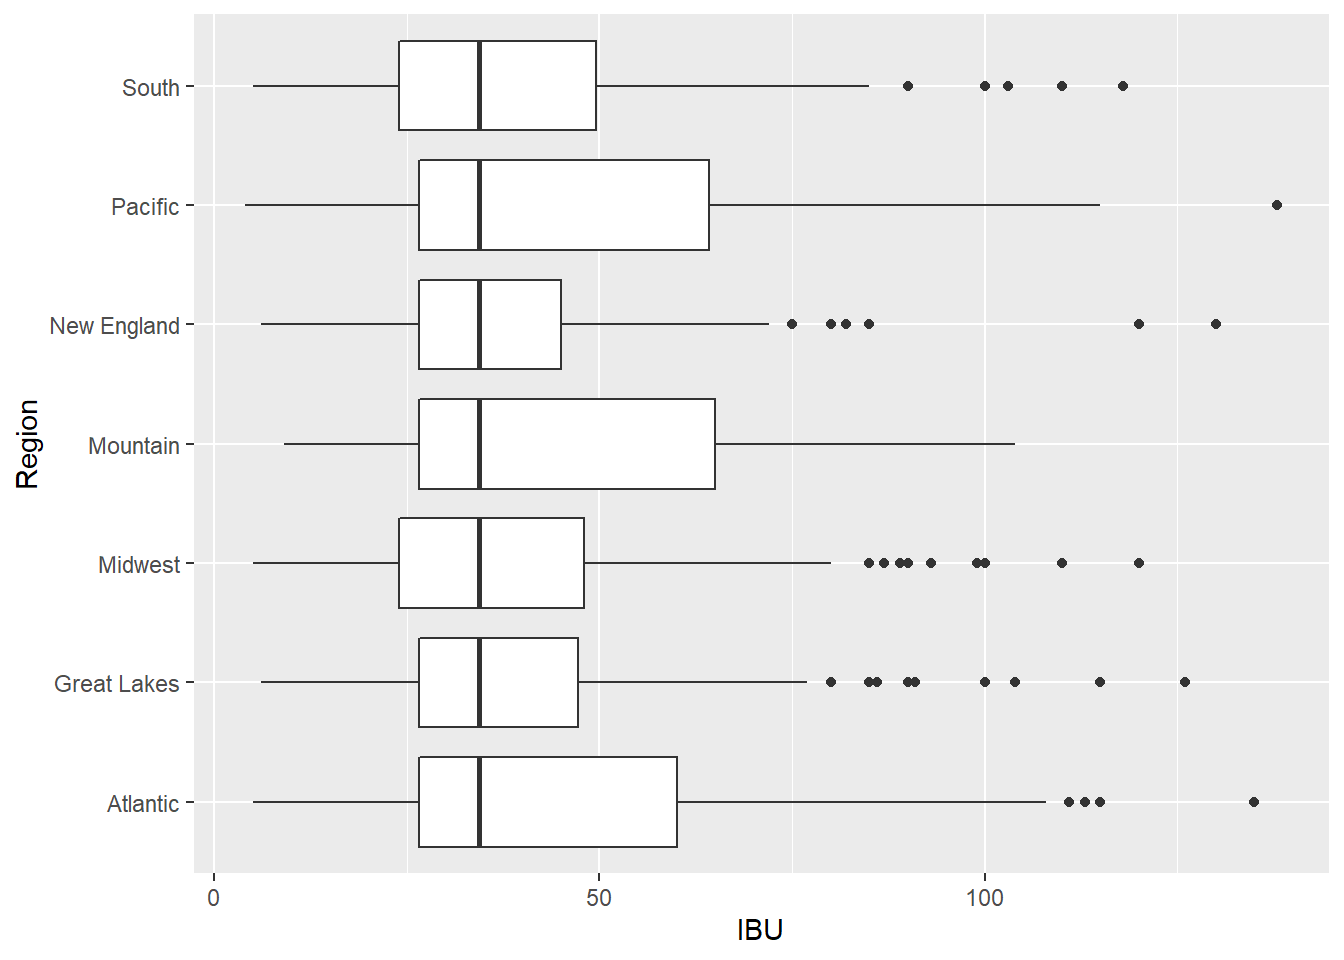 South
Pacific
New England
Mountain
Midwest
Great Lakes
Atlantic
Region
0 50 100
IBU